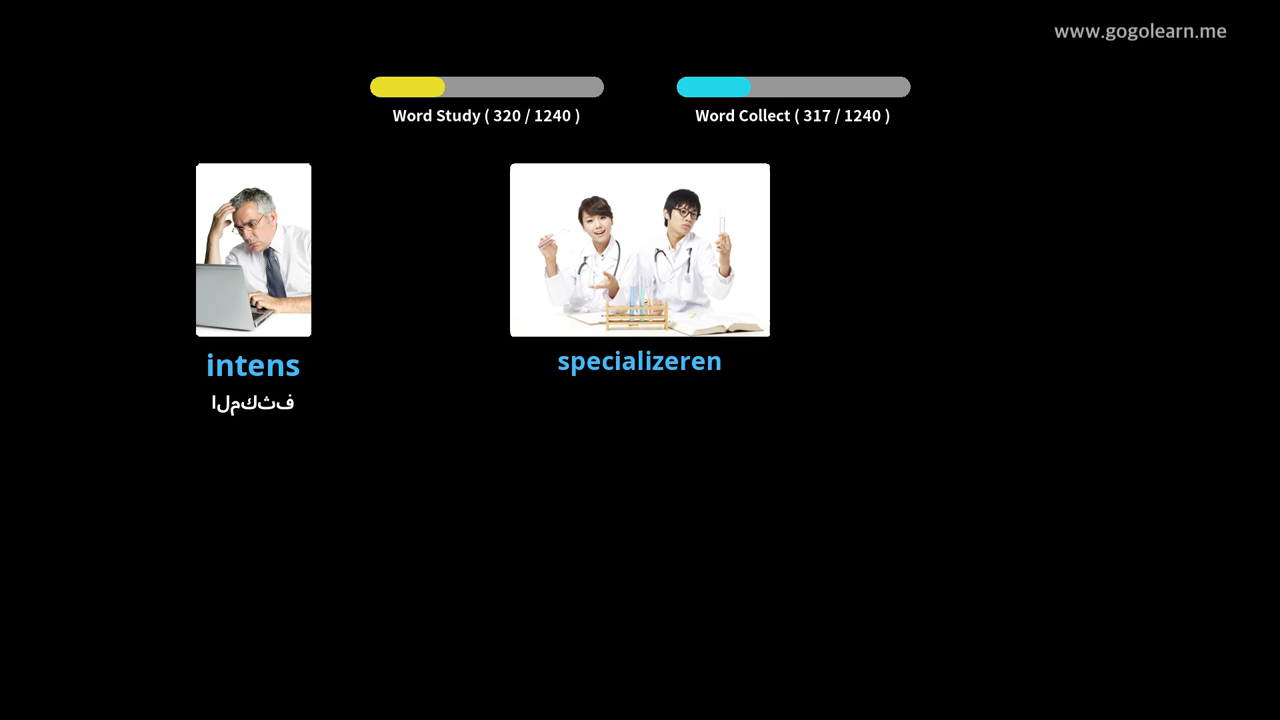 www.gogolearn.me
Word Study ( 320 / 1240 )
Word Collect ( 317 / 1240 )
intens
المكثف
specializeren